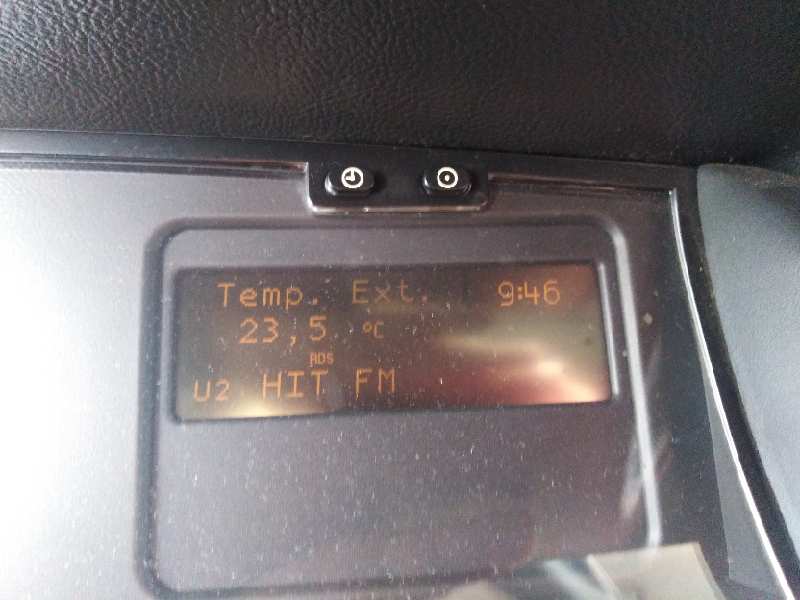 Temp. Ext. 9:46
23,5 °C
RDS
U2 HIT FM